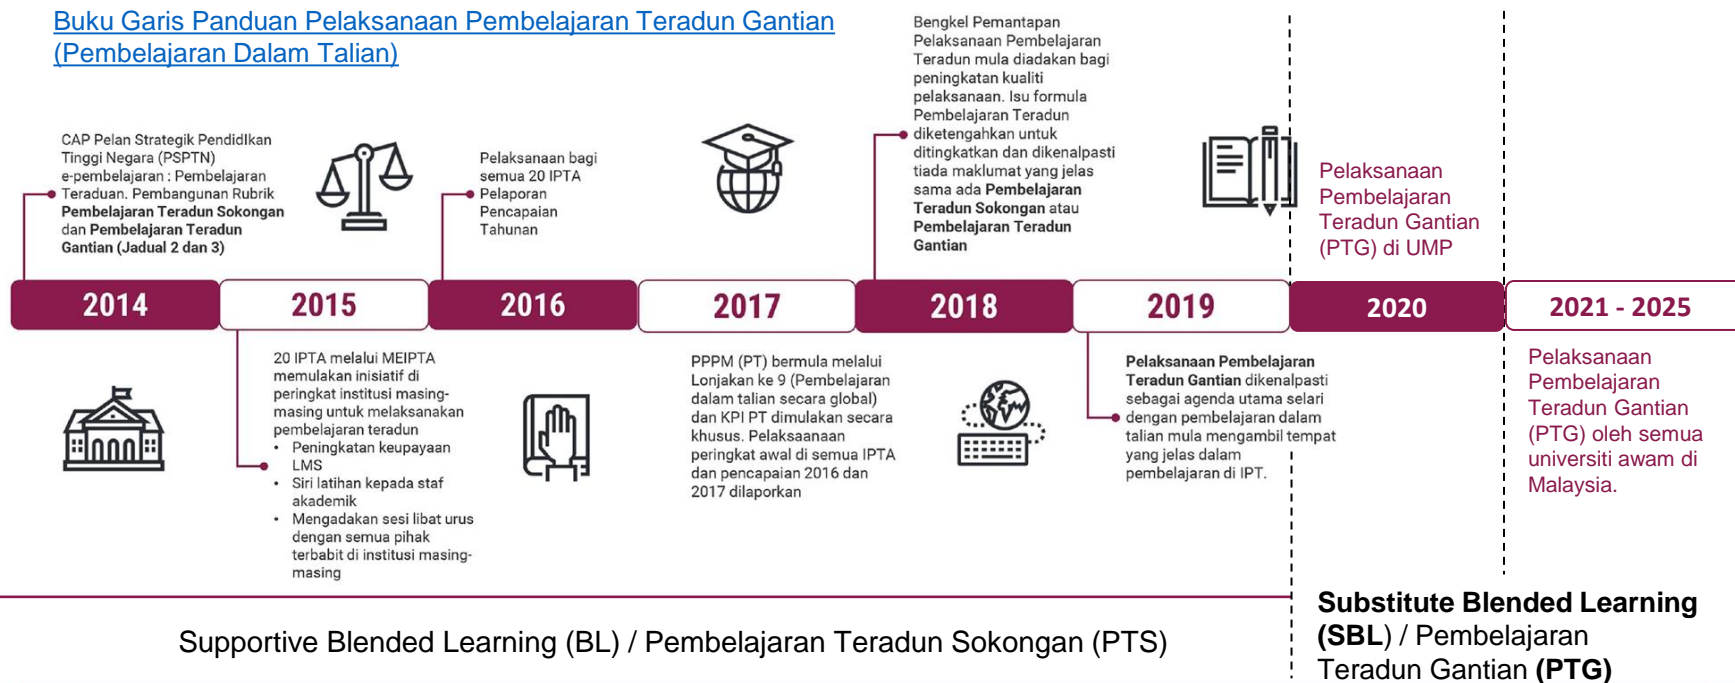 Buku Garis Panduan Pelaksanaan Pembelajaran Teradun Gantian
(Pembelajaran Dalam Talian)
CAP Pelan Strategik Pendidlkan
Tinggi Negara (PSPTN)
e-pembelajaran : Pembelajaran
Teraduan. Pembangunan Rubrik
Pembelajaran Teradun Sokongan
dan Pembelajaran Teradun
Gantian (Jadual 2 dan 3)
Pelaksanaan bagi
semua 20 IPTA
Pelaporan
Pencapaian
Tahunan
Bengkel Pemantapan
Pelaksanaan Pembelajaran
Teradun mula diadakan bagi
peningkatan kualiti
pelaksanaan. Isu formula
Pembelajaran Teradun
diketengahkan untuk
ditingkatkan dan dikenalpasti
tiada maklumat yang jelas
sama ada Pembelajaran
Teradun Sokongan atau
Pembelajaran Teradun
Gantian
Pelaksanaan
Pembelajaran
Teradun Gantian
(PTG) di UMP
2014
2015
2016
2017
2018
2019
2020
2021 - 2025
20 IPTA melalui MEIPTA
memulakan inisiatif di
peringkat institusi masing-
masing untuk melaksanakan
pembelajaran teradun
• Peningkatan keupayaan
LMS
• Siri latihan kepada staf
akademik
• Mengadakan sesi libat urus
dengan semua pihak
terbabit di institusi masing-
masing
PPPM (PT) bermula melalui
Lonjakan ke 9 (Pembelajaran
dalam talian secara global)
dan KPI PT dimulakan secara
khusus. Pelaksaanaan
peringkat awal di semua IPTA
dan pencapaian 2016 dan
2017 dilaporkan
Pelaksanaan Pembelajaran
Teradun Gantian dikenalpasti
sebagai agenda utama selari
dengan pembelajaran dalam
talian mula mengambil tempat
yang jelas dalam
pembelajaran di IPT.
Pelaksanaan
Pembelajaran
Teradun Gantian
(PTG) oleh semua
universiti awam di
Malaysia.
Supportive Blended Learning (BL) / Pembelajaran Teradun Sokongan (PTS)
Substitute Blended Learning
(SBL) / Pembelajaran
Teradun Gantian (PTG)